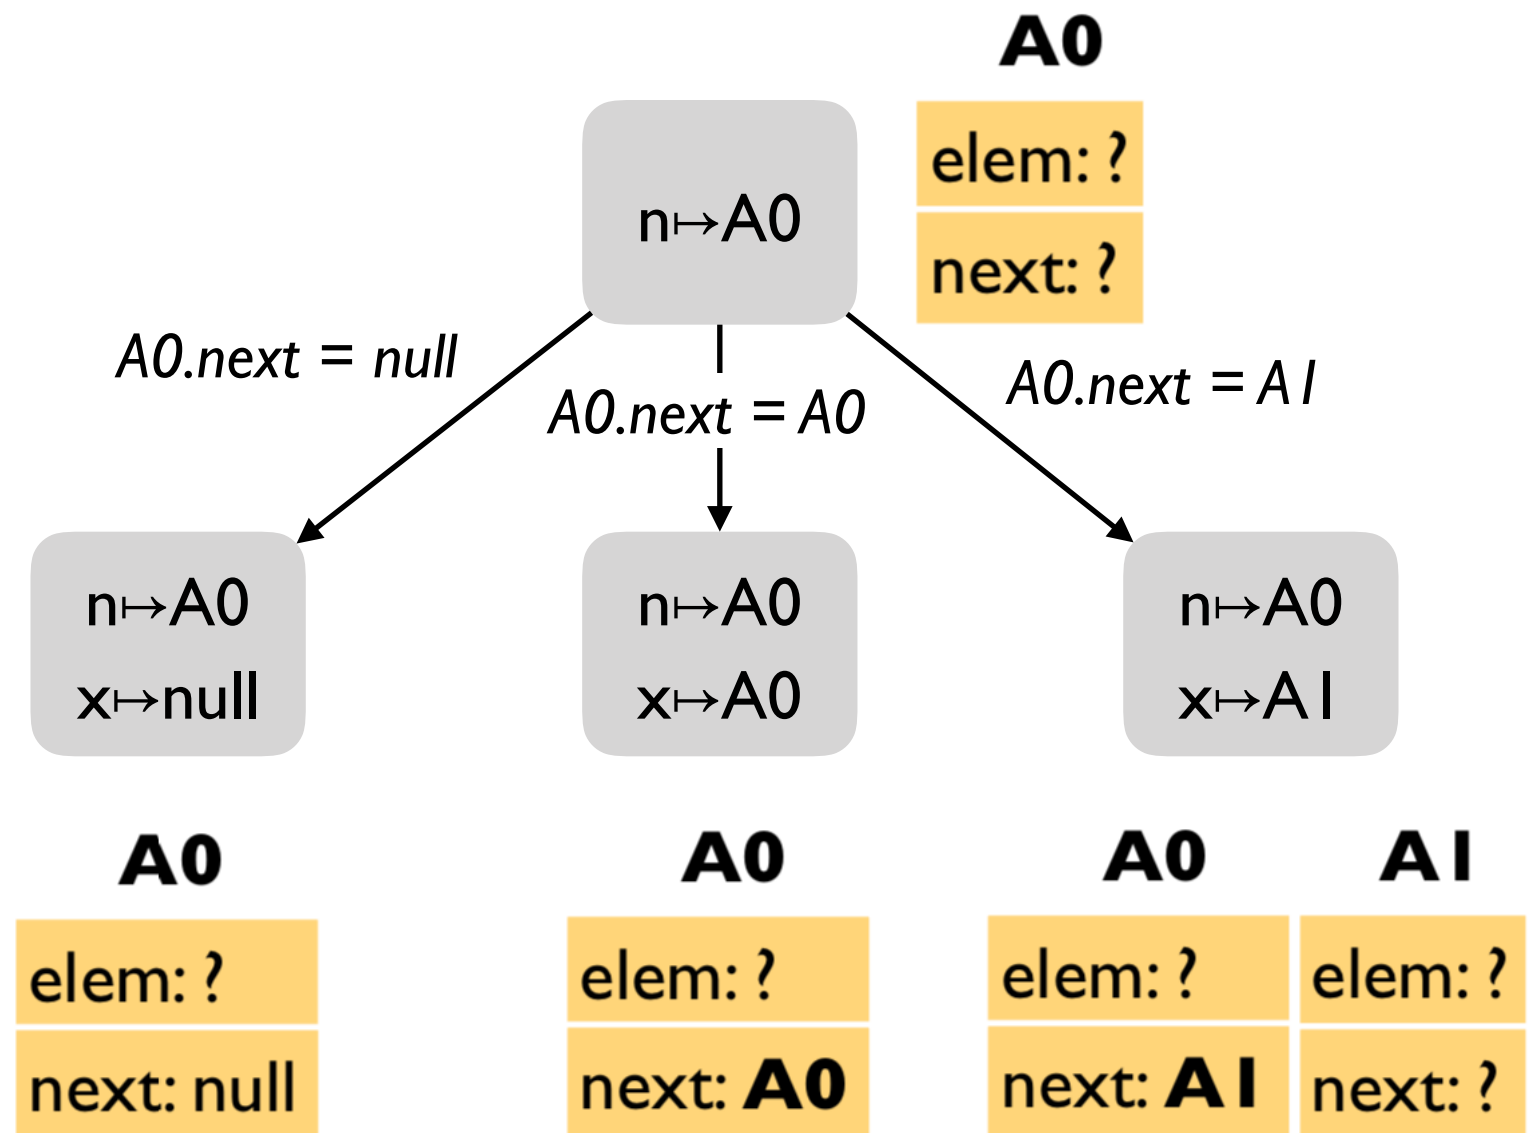 A0
elem: ?
next: ?
n↦A0
A0.next = null
A0.next = A0
A0.next = A1
n↦A0
x↦null
n↦A0
x↦A0
n↦A0
x↦A1
A0
elem: ?
next: null
A0
elem: ?
next: A0
A0
elem: ?
next: A1
A1
elem: ?
next: ?